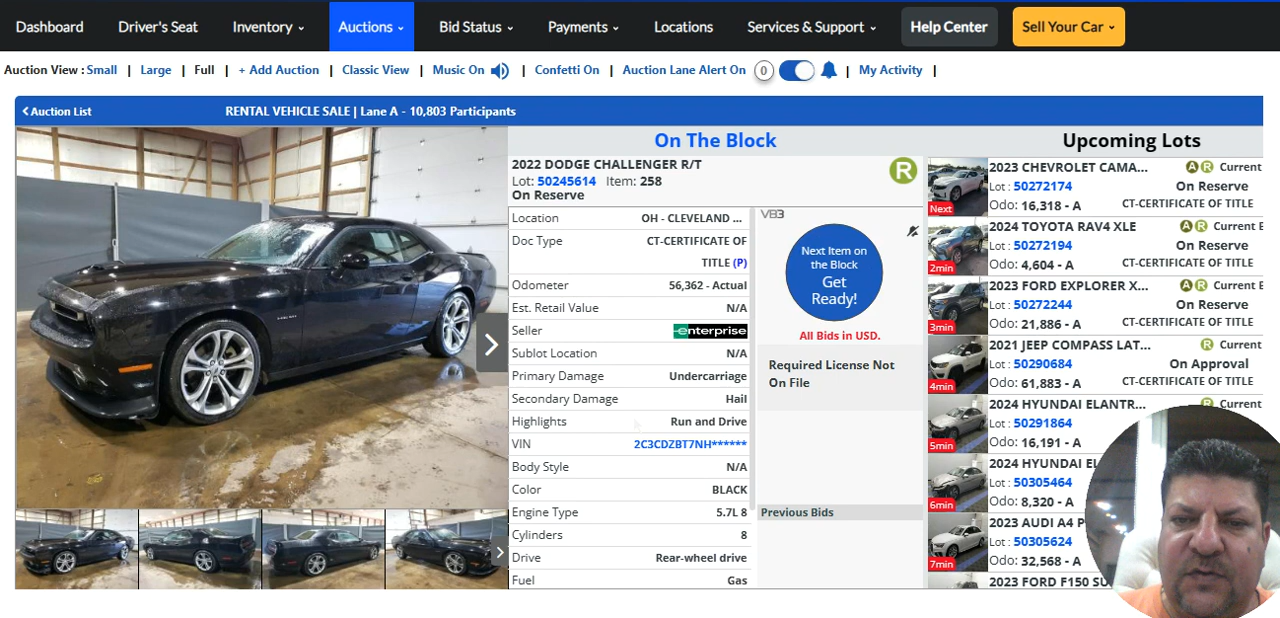 Dashboard Driver's Seat Inventory Auctions Bid Status Payments Locations Services & Support Help Center Sell Your Car
Auction View : Small | Large | Full | + Add Auction | Classic View | Music On | Confetti On | Auction Lane Alert On 0 | My Activity |
Auction List RENTAL VEHICLE SALE | Lane A - 10,803 Participants
On The Block
2022 DODGE CHALLENGER R/T
Lot: 50245614 Item: 258
On Reserve
R
Location OH - CLEVELAND ...
Doc Type CT-CERTIFICATE OF
TITLE (P)
Odometer 56,362 - Actual
Est. Retail Value N/A
Seller enterprise
Sublot Location N/A
Primary Damage Undercarriage
Secondary Damage Hail
Highlights Run and Drive
VIN 2C3CDZBT7NH******
Body Style N/A
Color BLACK
Engine Type 5.7L 8
Cylinders 8
Drive Rear-wheel drive
Fuel Gas
VB3
Next Item on
the Block
Get
Ready!
All Bids in USD.
Required License Not
On File
Previous Bids
Upcoming Lots
2023 CHEVROLET CAMA... A R Current
Lot : 50272174 On Reserve
Next Odo: 16,318 - A CT-CERTIFICATE OF TITLE
2024 TOYOTA RAV4 XLE A R Current B
Lot : 50272194 On Reserve
2min Odo: 4,604 - A CT-CERTIFICATE OF TITLE
2023 FORD EXPLORER X... A R Current B
Lot : 50272244 On Reserve
3min Odo: 21,886 - A CT-CERTIFICATE OF TITLE
2021 JEEP COMPASS LAT... R Current
Lot : 50290684 On Approval
4min Odo: 61,883 - A CT-CERTIFICATE OF TITLE
2024 HYUNDAI ELANTR... R Current
Lot : 50291864
5min Odo: 16,191 - A
2024 HYUNDAI EL
Lot : 50305464
6min Odo: 8,320 - A
2023 AUDI A4 P
Lot : 50305624
7min Odo: 32,568 - A
2023 FORD F150 SU